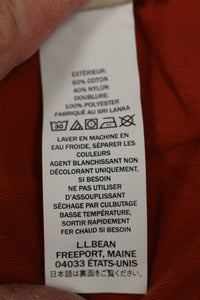 EXTÉRIEUR:
60% COTON
40% NYLON
DOUBLURE:
100% POLYESTER
FABRIQUÉ AU SRI LANKA
30
LAVER EN MACHINE EN
EAU FROIDE, SÉPARER LES
COULEURS
AGENT BLANCHISSANT NON
DÉCOLORANT UNIQUEMENT,
SI BESOIN
NE PAS UTILISER
D'ASSOUPLISSANT
SÉCHAGE PAR CULBUTAGE
BASSE TEMPÉRATURE,
SORTIR RAPIDEMENT
FER CHAUD SI BESOIN
L.L.BEAN
FREEPORT, MAINE
04033 ÉTATS-UNIS
日本語は裏面をご覧ください。